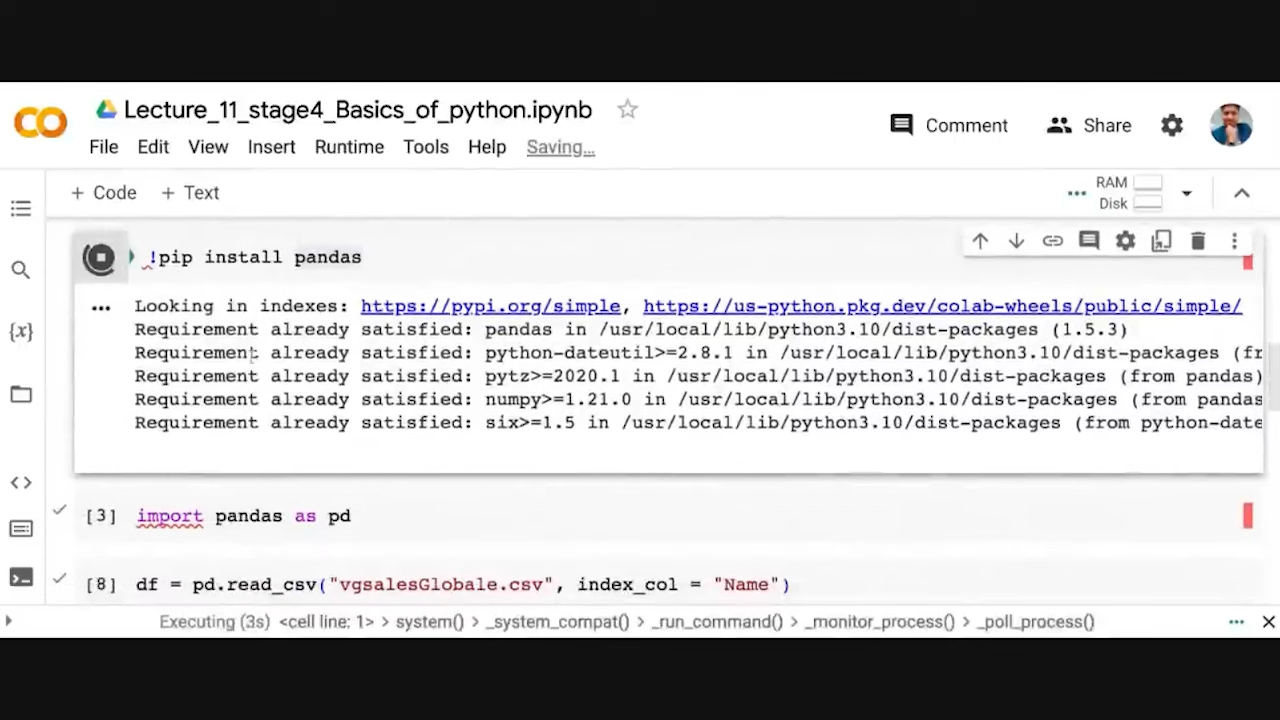 Lecture_11_stage4_Basics_of_python.ipynb
Comment
Share
File Edit View Insert Runtime Tools Help Saving...
+ Code + Text
RAM
Disk
!pip install pandas
Looking in indexes: https://pypi.org/simple, https://us-python.pkg.dev/colab-wheels/public/simple/
Requirement already satisfied: pandas in /usr/local/lib/python3.10/dist-packages (1.5.3)
Requirement already satisfied: python-dateutil>=2.8.1 in /usr/local/lib/python3.10/dist-packages (fr
Requirement already satisfied: pytz>=2020.1 in /usr/local/lib/python3.10/dist-packages (from pandas)
Requirement already satisfied: numpy>=1.21.0 in /usr/local/lib/python3.10/dist-packages (from pandas
Requirement already satisfied: six>=1.5 in /usr/local/lib/python3.10/dist-packages (from python-date
[3] import pandas as pd
[8] df = pd.read_csv("vgsalesGlobale.csv", index_col = "Name")
Executing (3s) <cell line: 1> > system() > _system_compat() > _run_command() > _monitor_process() > _poll_process()